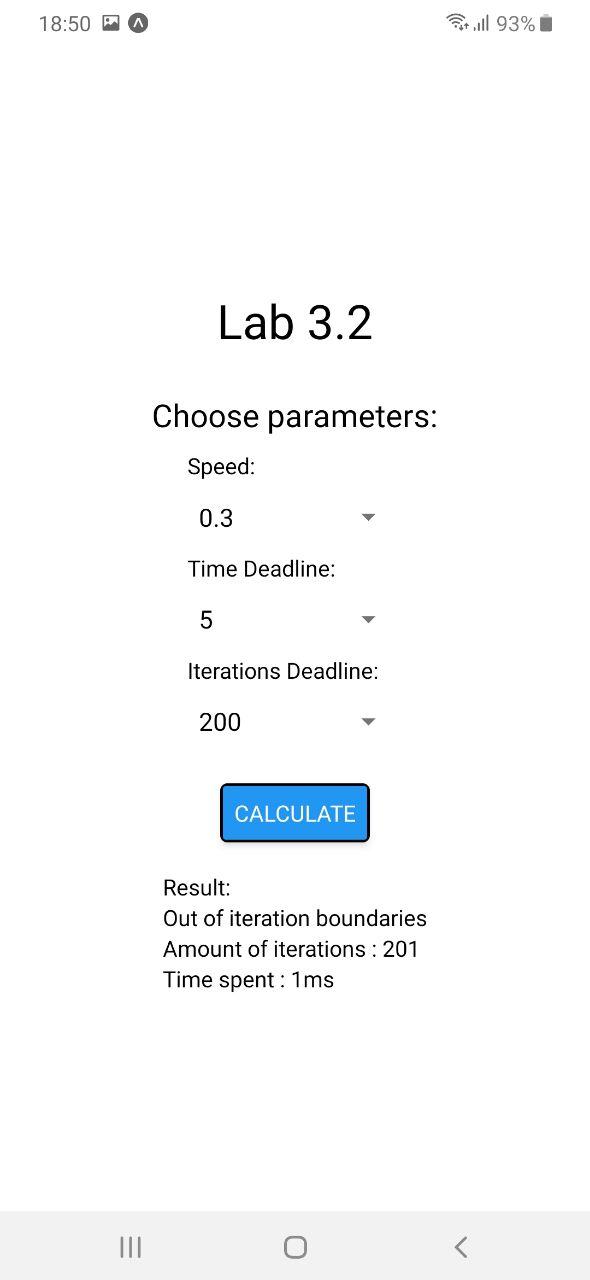 18:50 93%
Lab 3.2
Choose parameters:
Speed:
0.3
Time Deadline:
5
Iterations Deadline:
200
CALCULATE
Result:
Out of iteration boundaries
Amount of iterations : 201
Time spent : 1ms